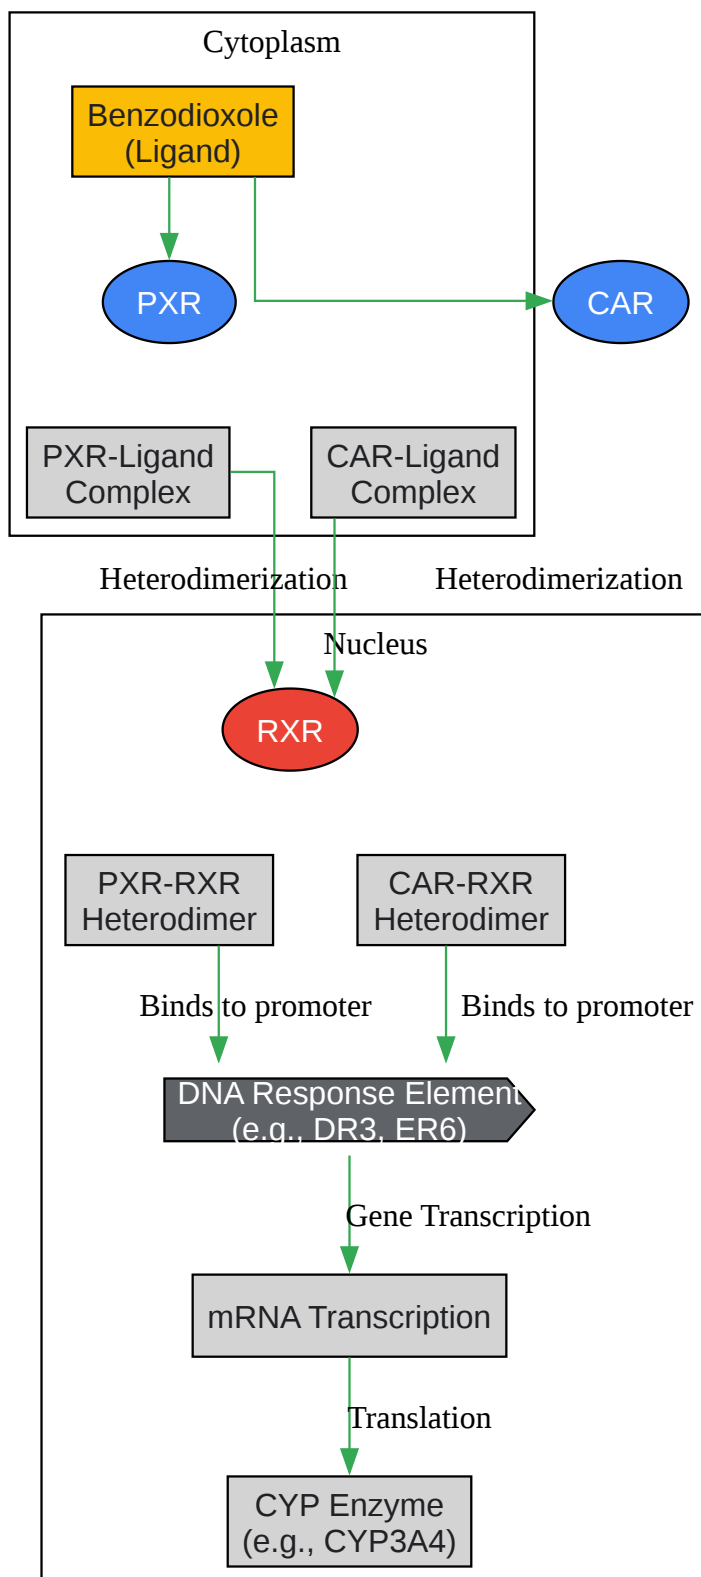 Cytoplasm
Benzodioxole
(Ligand)
PXR
CAR
PXR-Ligand
Complex
CAR-Ligand
Complex
Heterodimerization
Heterodimerization
Nucleus
RXR
PXR-RXR
Heterodimer
CAR-RXR
Heterodimer
Binds to promoter
Binds to promoter
DNA Response Element
(e.g., DR3, ER6)
Gene Transcription
mRNA Transcription
Translation
CYP Enzyme
(e.g., CYP3A4)